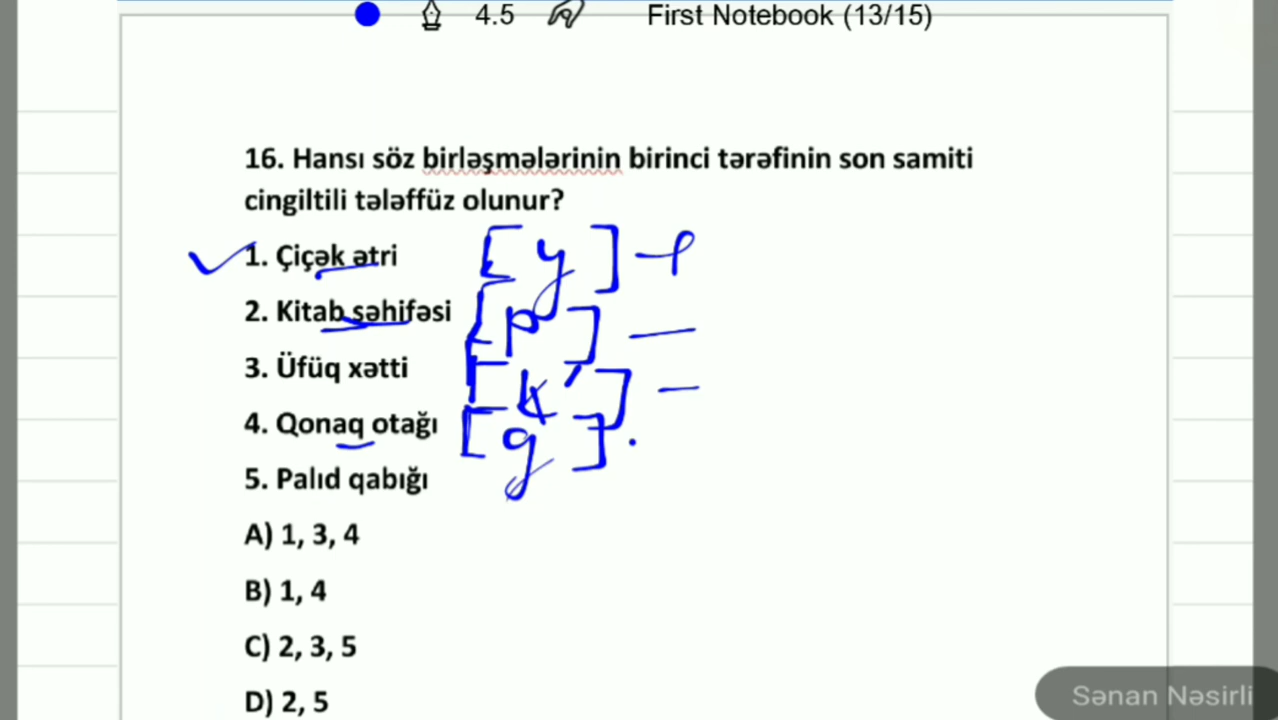 4.5 First Notebook (13/15)
16. Hansı söz birləşmələrinin birinci tərəfinin son samiti
cingiltili tələffüz olunur?
1. Çiçək ətri [y] +
2. Kitab səhifəsi [p] —
3. Üfüq xətti [k'] —
4. Qonaq otağı [g] .
5. Palıd qabığı
A) 1, 3, 4
B) 1, 4
C) 2, 3, 5
D) 2, 5
Sənan Nəsirli